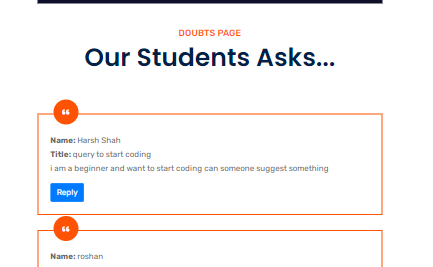 DOUBTS PAGE
Our Students Asks...
Name: Harsh Shah
Title: query to start coding
i am a beginner and want to start coding can someone suggest something
Reply
Name: roshan